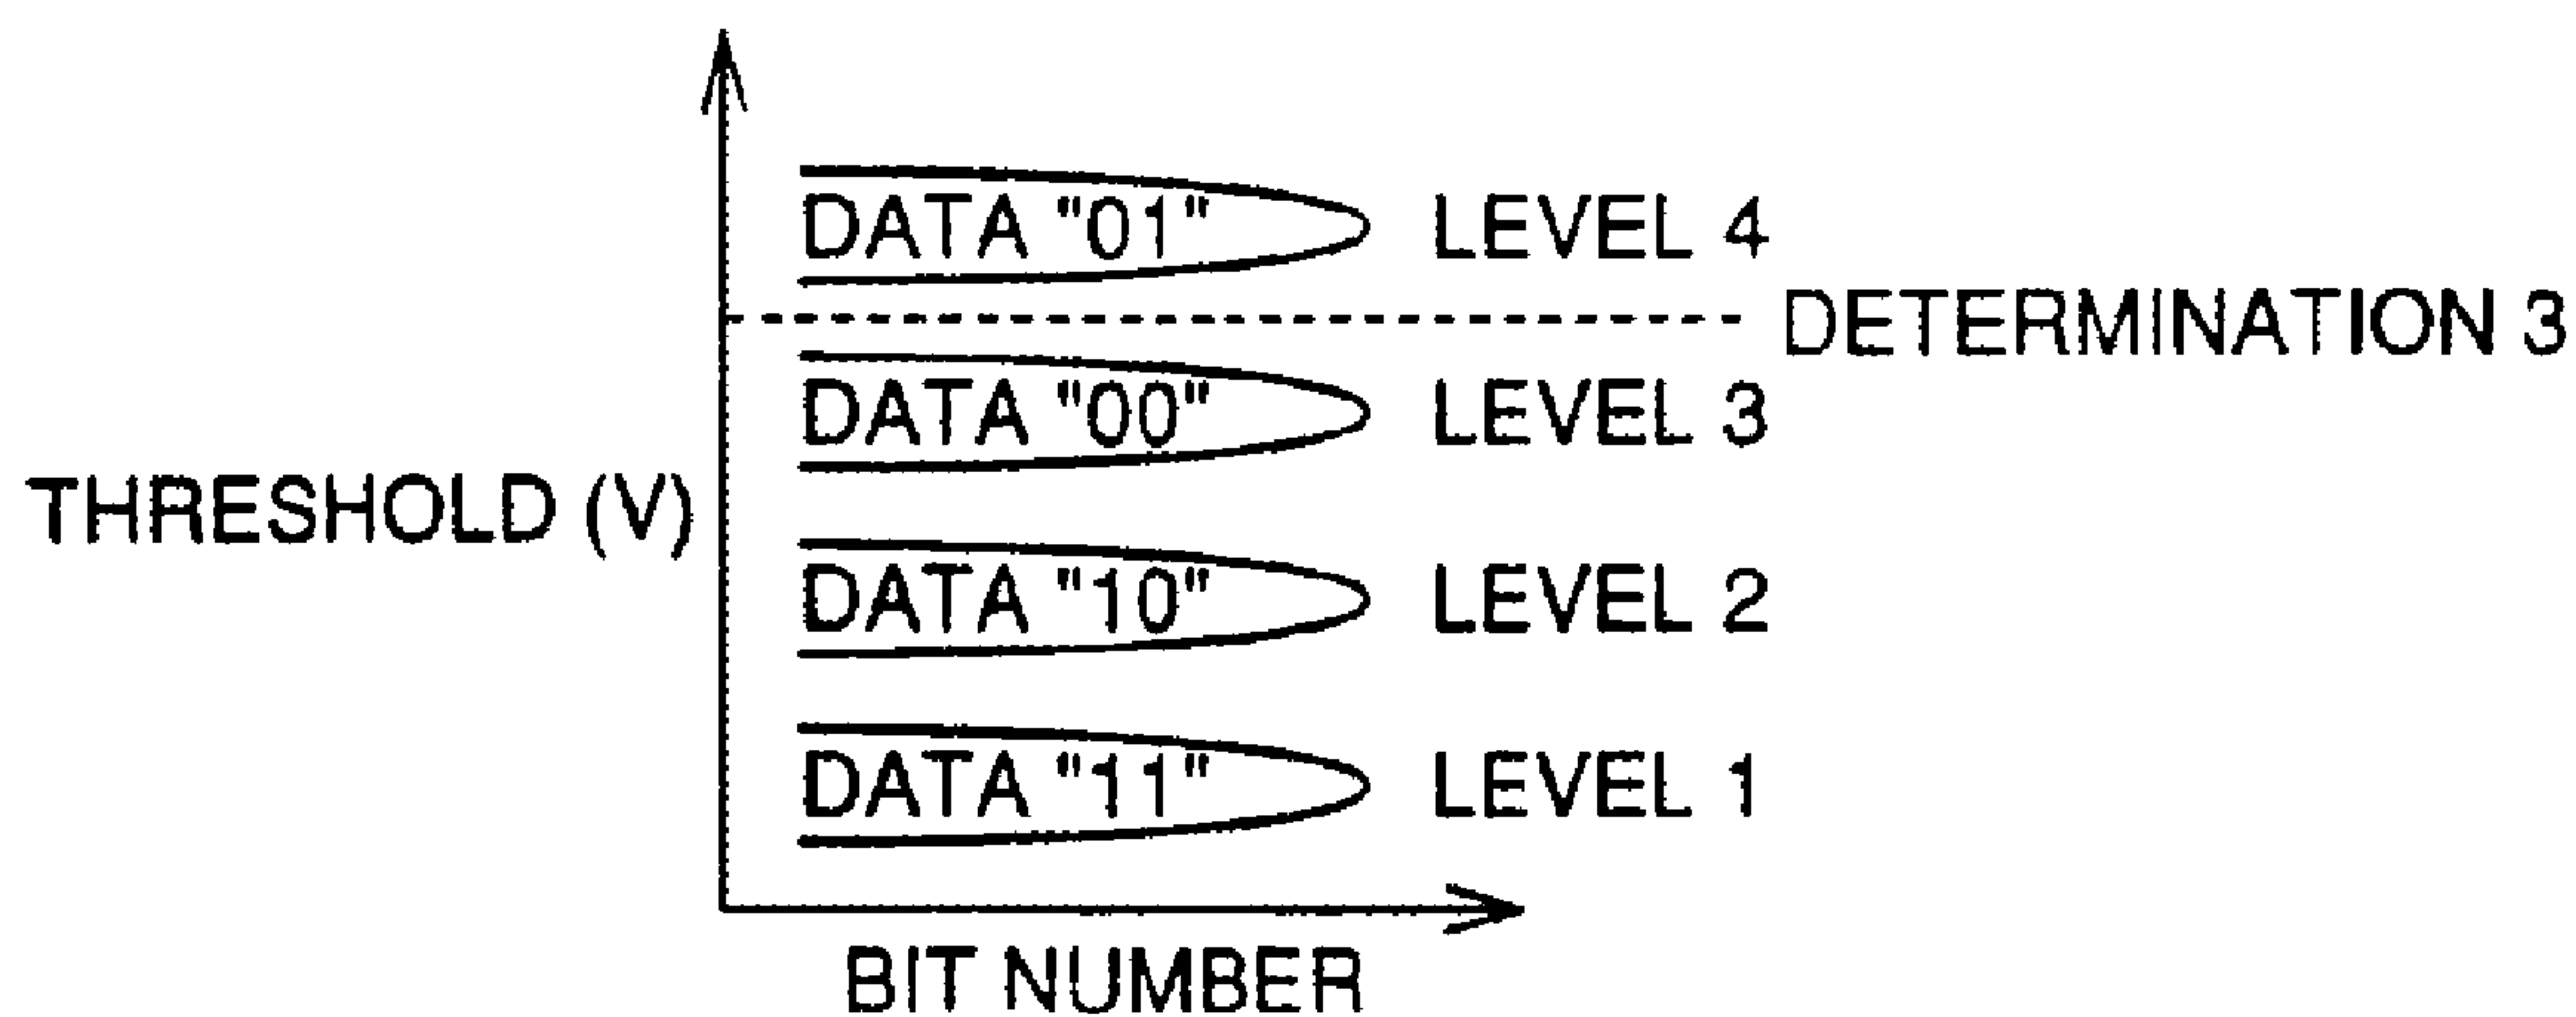 DATA "01" LEVEL 4
DETERMINATION 3
DATA "00" LEVEL 3
THRESHOLD (V)
DATA "10" LEVEL 2
DATA "11" LEVEL 1
BIT NUMBER